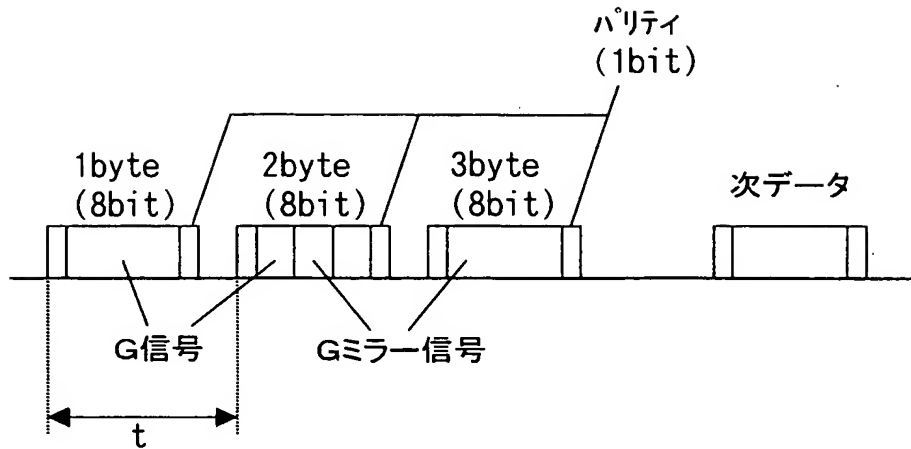 パリティ
(1bit)
1byte
(8bit)
2byte
(8bit)
3byte
(8bit)
次データ
G信号
Gミラー信号
t